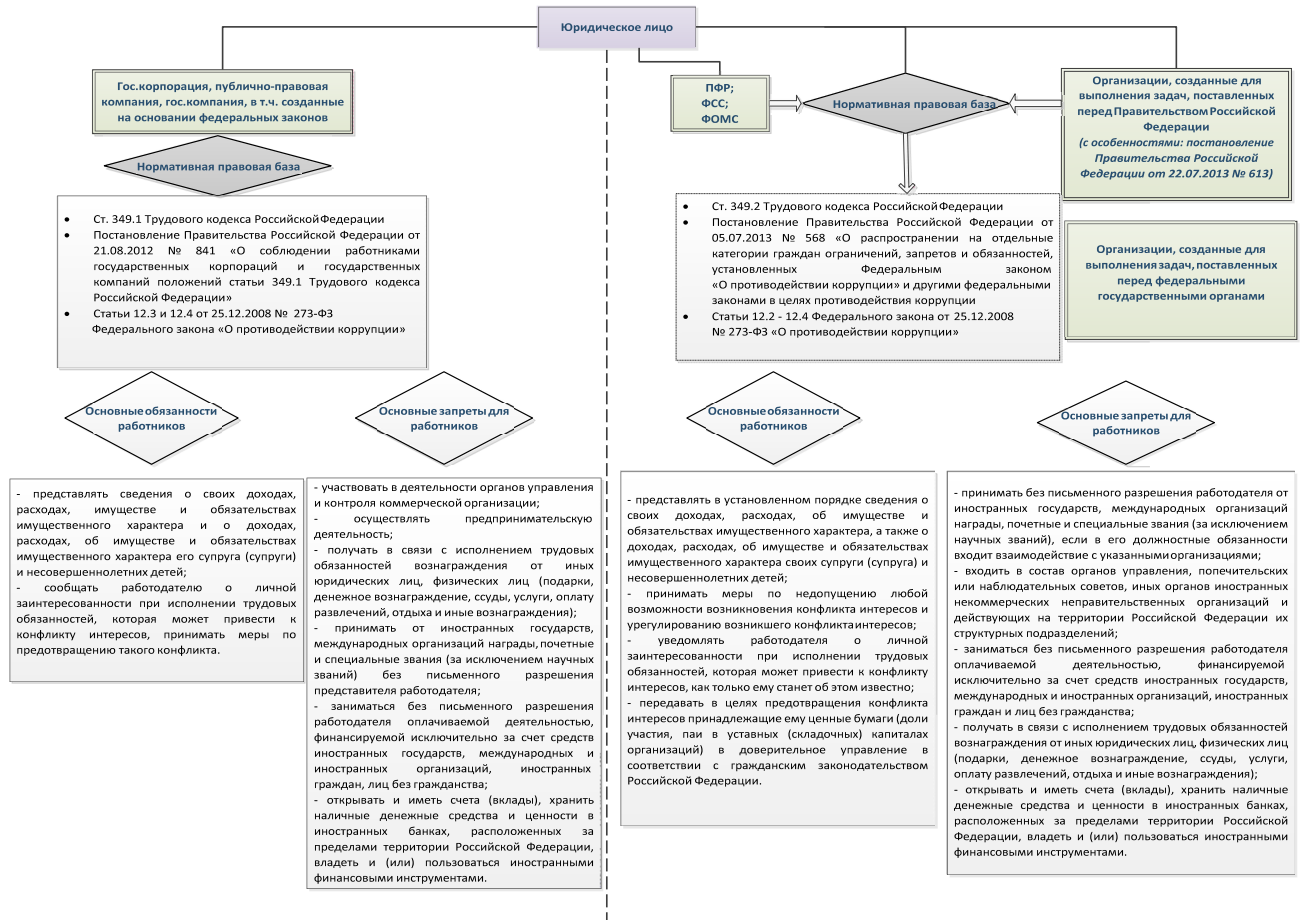 Юридическое лицо
Гос.корпорация, публично-правовая
компания, гос.компания, в т.ч. созданные
на основании федеральных законов
Нормативная правовая база
• Ст. 349.1 Трудового кодекса Российской Федерации
• Постановление Правительства Российской Федерации от
21.08.2012 № 841 «О соблюдении работниками
государственных корпораций и государственных
компаний положений статьи 349.1 Трудового кодекса
Российской Федерации»
• Статьи 12.3 и 12.4 от 25.12.2008 № 273-ФЗ
Федерального закона «О противодействии коррупции»
Основные обязанности
работников
- представлять сведения о своих доходах,
расходах, имуществе и обязательствах
имущественного характера и о доходах,
расходах, об имуществе и обязательствах
имущественного характера его супруга (супруги)
и несовершеннолетних детей;
- сообщать работодателю о личной
заинтересованности при исполнении трудовых
обязанностей, которая может привести к
конфликту интересов, принимать меры по
предотвращению такого конфликта.
Основные запреты для
работников
- участвовать в деятельности органов управления
и контроля коммерческой организации;
- осуществлять предпринимательскую
деятельность;
- получать в связи с исполнением трудовых
обязанностей вознаграждения от иных
юридических лиц, физических лиц (подарки,
денежное вознаграждение, ссуды, услуги, оплату
развлечений, отдыха и иные вознаграждения);
- принимать от иностранных государств,
международных организаций награды, почетные
и специальные звания (за исключением научных
званий) без письменного разрешения
представителя работодателя;
- заниматься без письменного разрешения
работодателя оплачиваемой деятельностью,
финансируемой исключительно за счет средств
иностранных государств, международных и
иностранных организаций, иностранных
граждан, лиц без гражданства;
- открывать и иметь счета (вклады), хранить
наличные денежные средства и ценности в
иностранных банках, расположенных за
пределами территории Российской Федерации,
владеть и (или) пользоваться иностранными
финансовыми инструментами.
ПФР;
ФСС;
ФОМС
Нормативная правовая база
Организации, созданные для
выполнения задач, поставленных
перед Правительством Российской
Федерации
(с особенностями: постановление
Правительства Российской
Федерации от 22.07.2013 № 613)
• Ст. 349.2 Трудового кодекса Российской Федерации
• Постановление Правительства Российской Федерации от
05.07.2013 № 568 «О распространении на отдельные
категории граждан ограничений, запретов и обязанностей,
установленных Федеральным законом
«О противодействии коррупции» и другими федеральными
законами в целях противодействия коррупции
• Статьи 12.2 - 12.4 Федерального закона от 25.12.2008
№ 273-ФЗ «О противодействии коррупции»
Организации, созданные для
выполнения задач, поставленных
перед федеральными
государственными органами
Основные обязанности
работников
- представлять в установленном порядке сведения о
своих доходах, расходах, об имуществе и
обязательствах имущественного характера, а также о
доходах, расходах, об имуществе и обязательствах
имущественного характера своих супруги (супруга) и
несовершеннолетних детей;
- принимать меры по недопущению любой
возможности возникновения конфликта интересов и
урегулированию возникшего конфликта интересов;
- уведомлять работодателя о личной
заинтересованности при исполнении трудовых
обязанностей, которая может привести к конфликту
интересов, как только ему станет об этом известно;
- передавать в целях предотвращения конфликта
интересов принадлежащие ему ценные бумаги (доли
участия, паи в уставных (складочных) капиталах
организаций) в доверительное управление в
соответствии с гражданским законодательством
Российской Федерации.
Основные запреты для
работников
- принимать без письменного разрешения работодателя от
иностранных государств, международных организаций
награды, почетные и специальные звания (за исключением
научных званий), если в его должностные обязанности
входит взаимодействие с указанными организациями;
- входить в состав органов управления, попечительских
или наблюдательных советов, иных органов иностранных
некоммерческих неправительственных организаций и
действующих на территории Российской Федерации их
структурных подразделений;
- заниматься без письменного разрешения работодателя
оплачиваемой деятельностью, финансируемой
исключительно за счет средств иностранных государств,
международных и иностранных организаций, иностранных
граждан и лиц без гражданства;
- получать в связи с исполнением трудовых обязанностей
вознаграждения от иных юридических лиц, физических лиц
(подарки, денежное вознаграждение, ссуды, услуги,
оплату развлечений, отдыха и иные вознаграждения);
- открывать и иметь счета (вклады), хранить наличные
денежные средства и ценности в иностранных банках,
расположенных за пределами территории Российской
Федерации, владеть и (или) пользоваться иностранными
финансовыми инструментами.